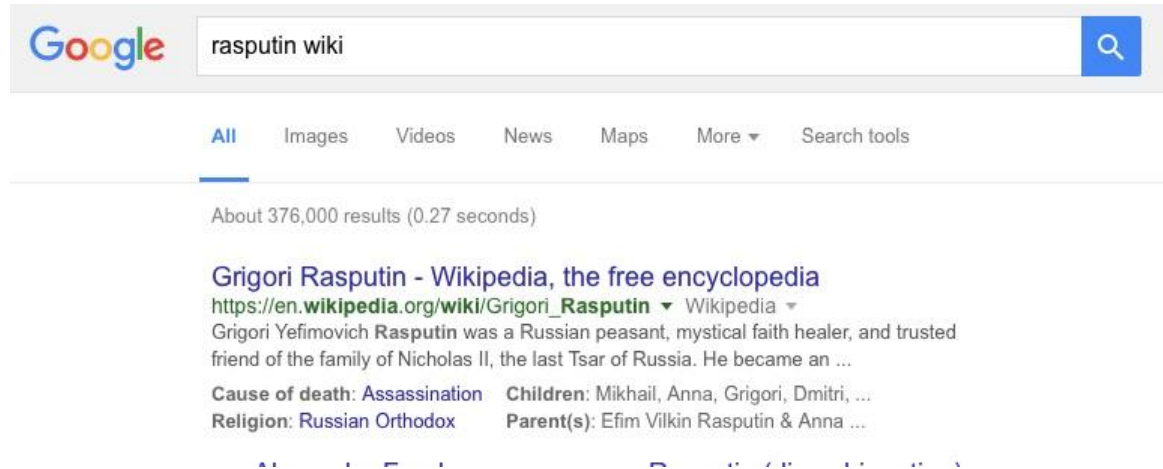 Google rasputin wiki
All Images Videos News Maps More Search tools
About 376,000 results (0.27 seconds)
Grigori Rasputin - Wikipedia, the free encyclopedia
https://en.wikipedia.org/wiki/Grigori_Rasputin Wikipedia
Grigori Yefimovich Rasputin was a Russian peasant, mystical faith healer, and trusted
friend of the family of Nicholas II, the last Tsar of Russia. He became an ...
Cause of death: Assassination Children: Mikhail, Anna, Grigori, Dmitri, ...
Religion: Russian Orthodox Parent(s): Efim Vilkin Rasputin & Anna ...